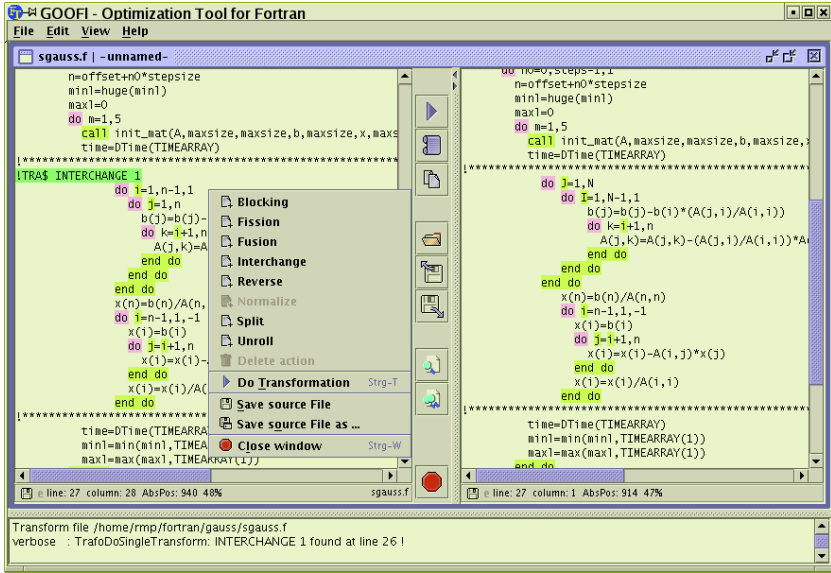 GOOFI - Optimization Tool for Fortran
File Edit View Help
sgauss.f | -unnamed-
n=offset+n0*stepsize
minl=huge(minl)
maxl=0
do m=1,5
call init_mat(A,maxsize,maxsize,b,maxsize,x,maxs
time=DTime(TIMEARRAY)
!TRA$ INTERCHANGE 1
do i=1,n-1,1
do j=1,n
b(j)=b(j)-
do k=i+1,n
A(j,k)=A
end do
end do
end do
x(n)=b(n)/A(n,
do i=n-1,1,-1
x(i)=b(i)
do j=i+1,n
x(i)=x(i)-
end do
x(i)=x(i)/A(
end do
time=DTime(TIMEARRA
minl=min(minl,TIMEA
maxl=max(maxl,TIMEARRAY(1))
e line: 27 column: 28 AbsPos: 940 48% sgauss.f
Blocking
Fission
Fusion
Interchange
Reverse
Normalize
Split
Unroll
Delete action
Do Transformation Strg-T
Save source File
Save source File as ...
Close window Strg-W
do n0=0,steps-1,1
n=offset+n0*stepsize
minl=huge(minl)
maxl=0
do m=1,5
call init_mat(A,maxsize,maxsize,b,maxsize,
time=DTime(TIMEARRAY)
do J=1,N
do I=1,N-1,1
b(j)=b(j)-b(i)*(A(j,i)/A(i,i))
do k=i+1,n
A(j,k)=A(j,k)-(A(j,i)/A(i,i))*A
end do
end do
end do
x(n)=b(n)/A(n,n)
do i=n-1,1,-1
x(i)=b(i)
do j=i+1,n
x(i)=x(i)-A(i,j)*x(j)
end do
x(i)=x(i)/A(i,i)
end do
time=DTime(TIMEARRAY)
minl=min(minl,TIMEARRAY(1))
maxl=max(maxl,TIMEARRAY(1))
end do
e line: 27 column: 1 AbsPos: 914 47%
Transform file /home/rmp/fortran/gauss/sgauss.f
verbose : TrafoDoSingleTransform: INTERCHANGE 1 found at line 26 !